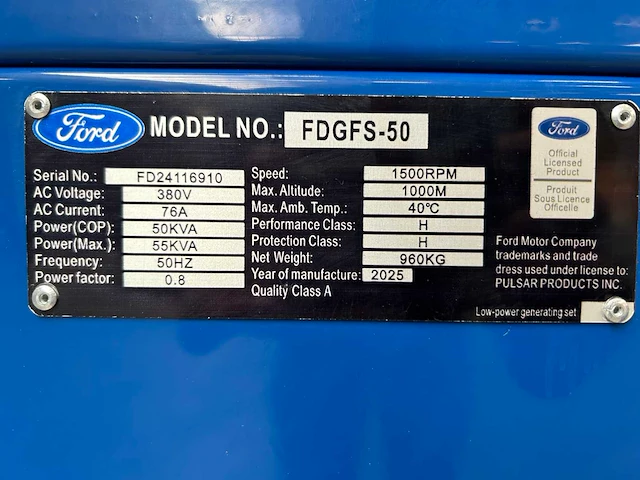 Ford MODEL NO.: FDGFS-50
Serial No.: FD24116910
AC Voltage: 380V
AC Current: 76A
Power(COP): 50KVA
Power(Max.): 55KVA
Frequency: 50HZ
Power factor: 0.8
Speed: 1500RPM
Max. Altitude: 1000M
Max. Amb. Temp.: 40℃
Performance Class: H
Protection Class: H
Net Weight: 960KG
Year of manufacture: 2025
Quality Class A
Ford
Official
Licensed
Product
Produit
Sous Licence
Officielle
Ford Motor Company
trademarks and trade
dress used under license to:
PULSAR PRODUCTS INC.
Low-power generating set